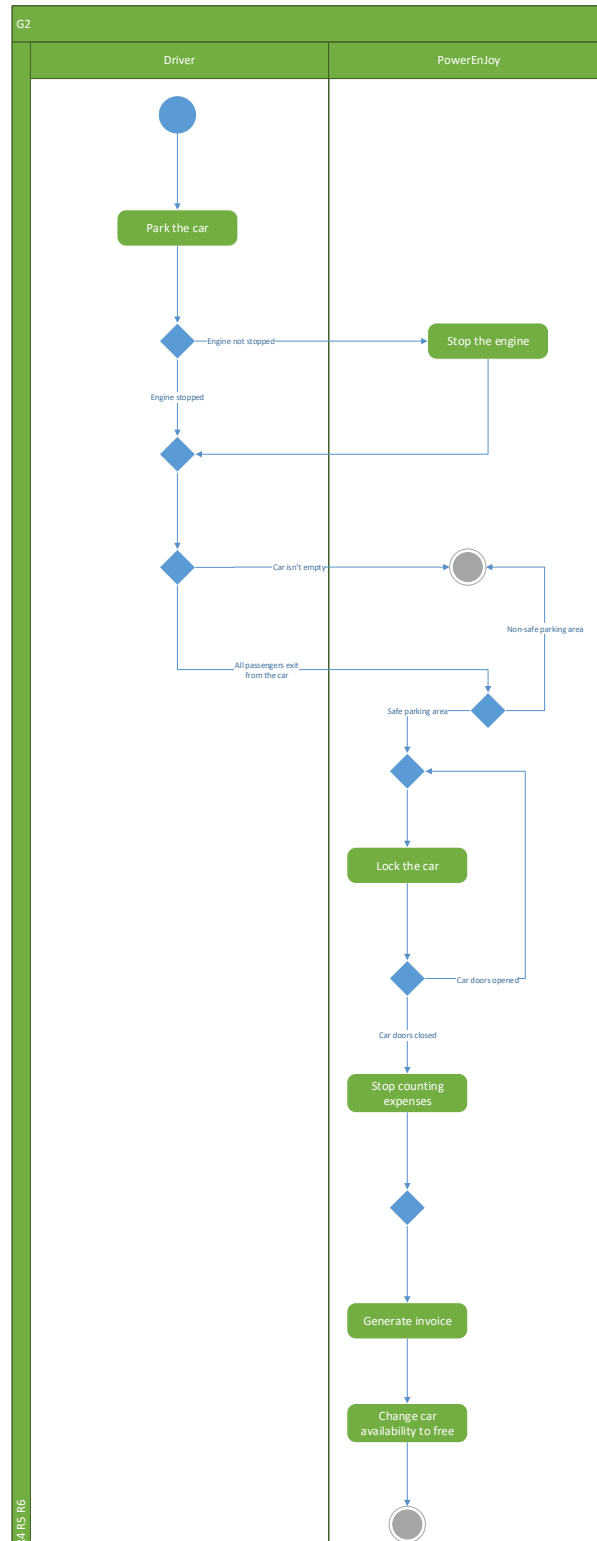 G2
Driver
PowerEnJoy
Park the car
Engine not stopped
Stop the engine
Engine stopped
Car isn't empty
Non-safe parking area
All passengers exit
from the car
Safe parking area
Lock the car
Car doors opened
Car doors closed
Stop counting
expenses
Generate invoice
Change car
availability to free
R5 R6